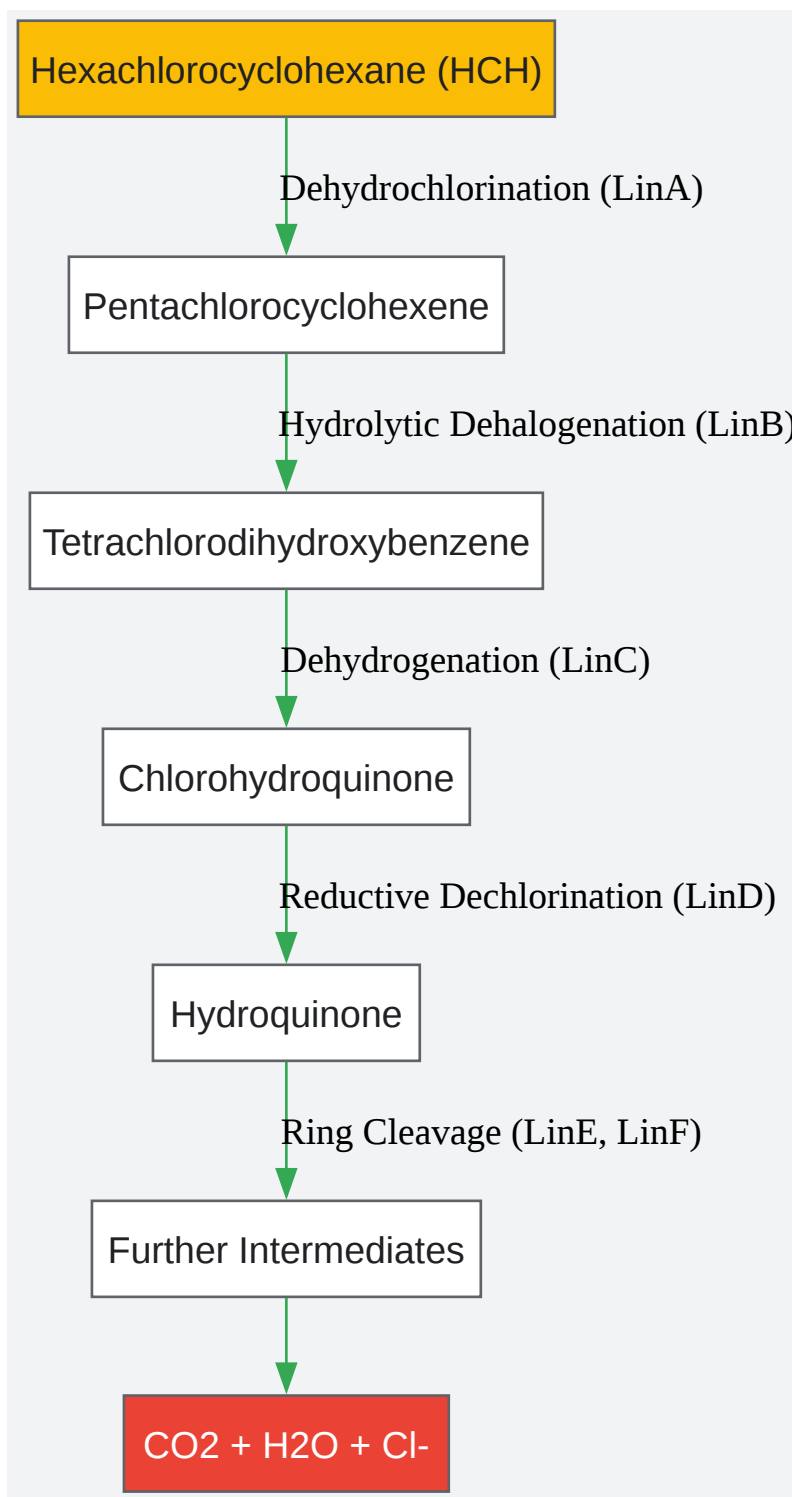 Hexachlorocyclohexane (HCH)
Dehydrochlorination (LinA)
Pentachlorocyclohexene
Hydrolytic Dehalogenation (LinB)
Tetrachlorodihydroxybenzene
Dehydrogenation (LinC)
Chlorohydroquinone
Reductive Dechlorination (LinD)
Hydroquinone
Ring Cleavage (LinE, LinF)
Further Intermediates
CO2 + H2O + Cl-